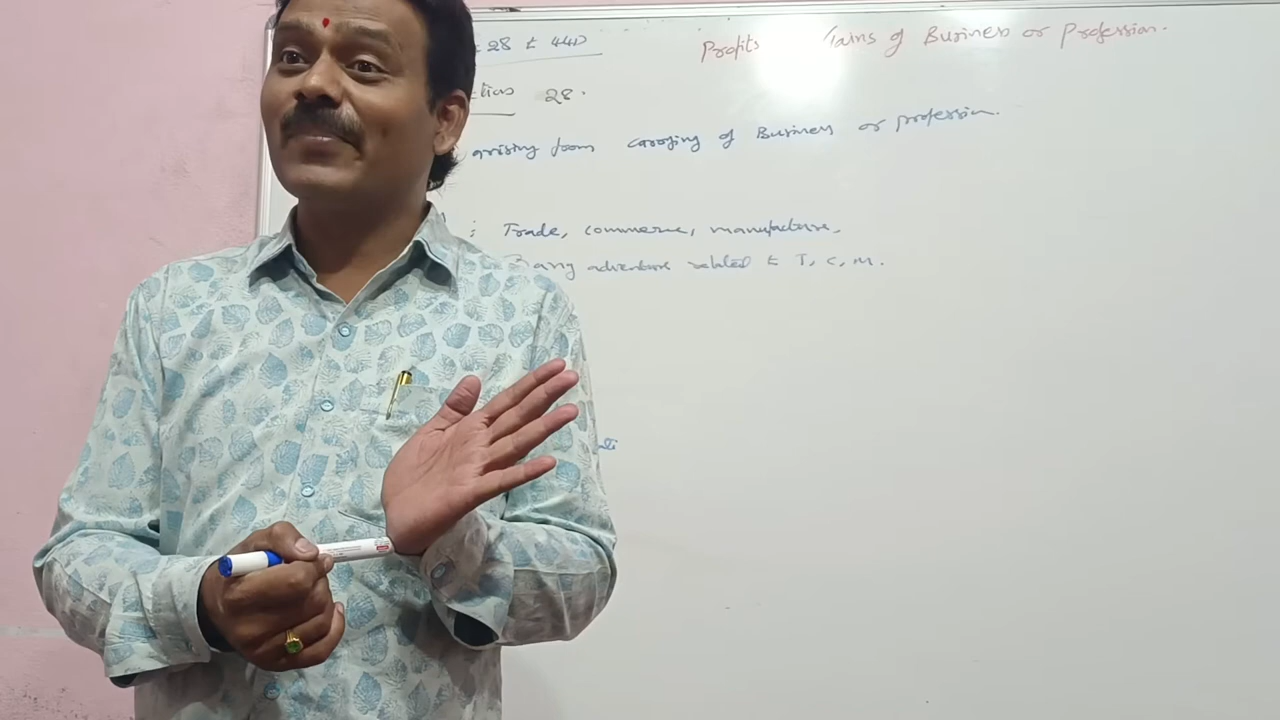 28 to 44D
Profits Gains of Business or Profession.
28.
arising from carrying of Business or profession.
: Trade, commerce, manufacture.
any adventure related to T, C, M.